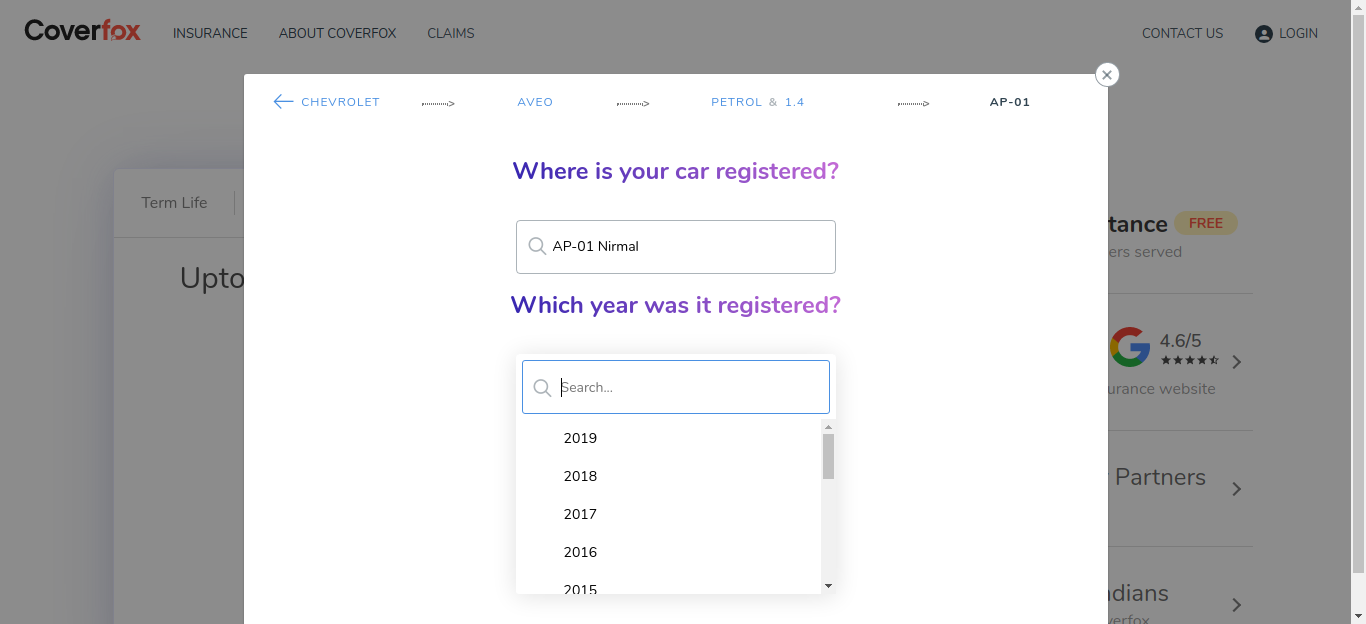 Coverfox INSURANCE ABOUT COVERFOX CLAIMS CONTACT US LOGIN
CHEVROLET AVEO PETROL & 1.4 AP-01
Where is your car registered?
Term Life
tance FREE
AP-01 Nirmal
ers served
Upto
Which year was it registered?
4.6/5
Search...
urance website
2019
2018
Partners
2017
2016
2015
dians
erfox